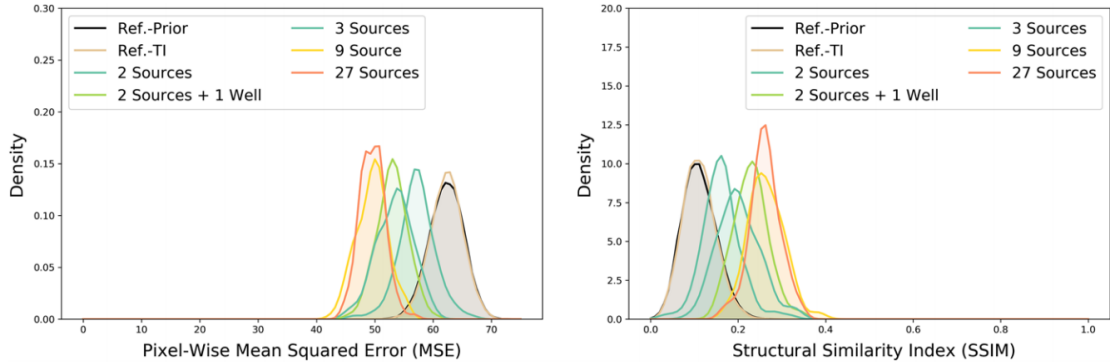 0.30
0.25
0.20
0.15
0.10
0.05
0.00
Density
0 10 20 30 40 50 60 70
Pixel-Wise Mean Squared Error (MSE)
Ref.-Prior
Ref.-TI
2 Sources
2 Sources + 1 Well
3 Sources
9 Source
27 Sources
20.0
17.5
15.0
12.5
10.0
7.5
5.0
2.5
0.0
Density
0.0 0.2 0.4 0.6 0.8 1.0
Structural Similarity Index (SSIM)
Ref.-Prior
Ref.-TI
2 Sources
2 Sources + 1 Well
3 Sources
9 Source
27 Sources